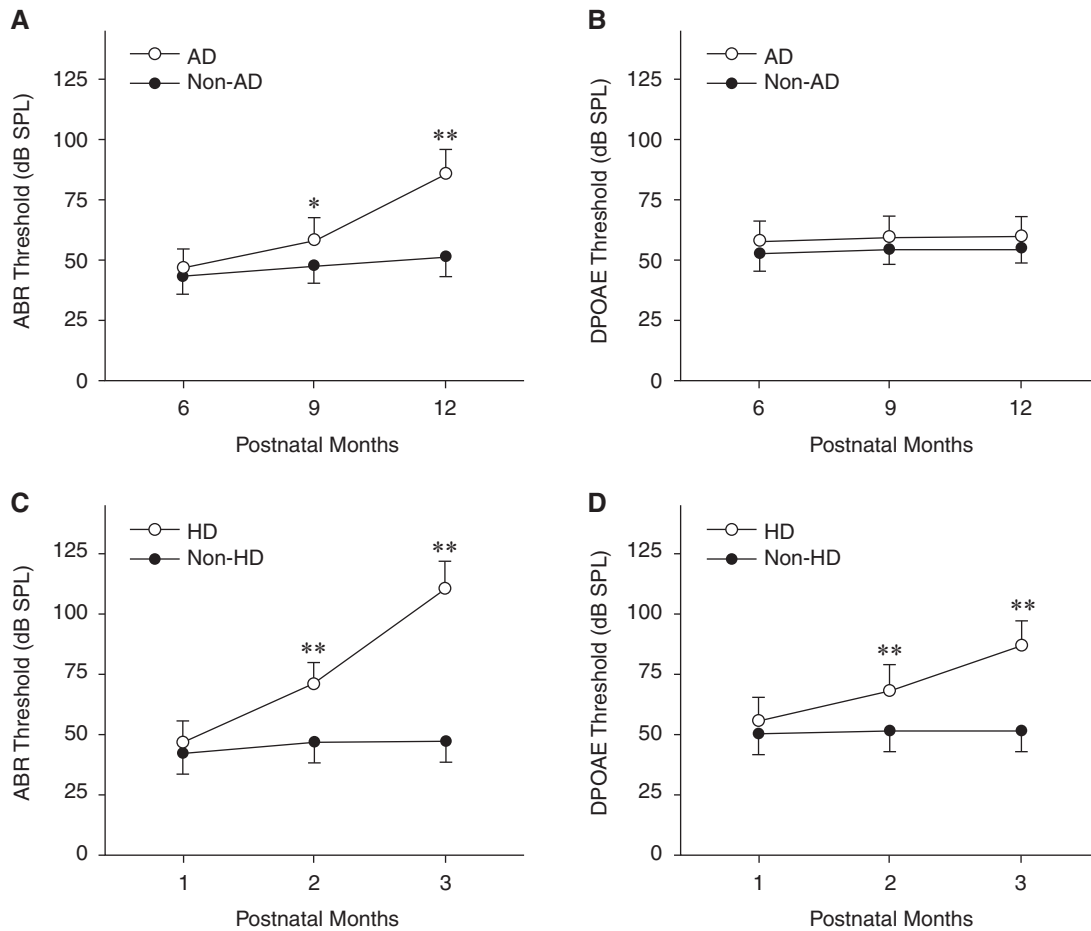 A
AD
Non-AD
ABR Threshold (dB SPL)
125
100
75
50
25
0
*
**
6 9 12
Postnatal Months
B
AD
Non-AD
DPOAE Threshold (dB SPL)
125
100
75
50
25
0
6 9 12
Postnatal Months
C
HD
Non-HD
ABR Threshold (dB SPL)
125
100
75
50
25
0
**
**
1 2 3
Postnatal Months
D
HD
Non-HD
DPOAE Threshold (dB SPL)
125
100
75
50
25
0
**
**
1 2 3
Postnatal Months